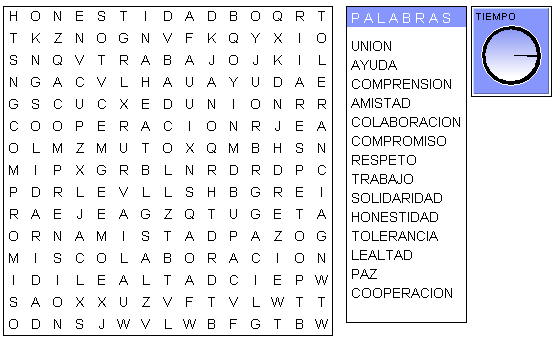 H O N E S T I D A D B O Q R T
T K Z N O G N V F K Q Y X I O
S N Q V T R A B A J O J K I L
N G A C V L H A U A Y U D A E
G S C U C X E D U N I O N R R
C O O P E R A C I O N R J E A
O L M Z M U T O X Q M B H S N
M I P X G R B L N R D R D P C
P D R L E V L L S H B G R E I
R A E J E A G Z Q T U G E T A
O R N A M I S T A D P A Z O G
M I S C O L A B O R A C I O N
I D I L E A L T A D C I E P W
S A O X X U Z V F T V L W T T
O D N S J W V L W B F G T B W
PALABRAS
UNION
AYUDA
COMPRENSION
AMISTAD
COLABORACION
COMPROMISO
RESPETO
TRABAJO
SOLIDARIDAD
HONESTIDAD
TOLERANCIA
LEALTAD
PAZ
COOPERACION
TIEMPO